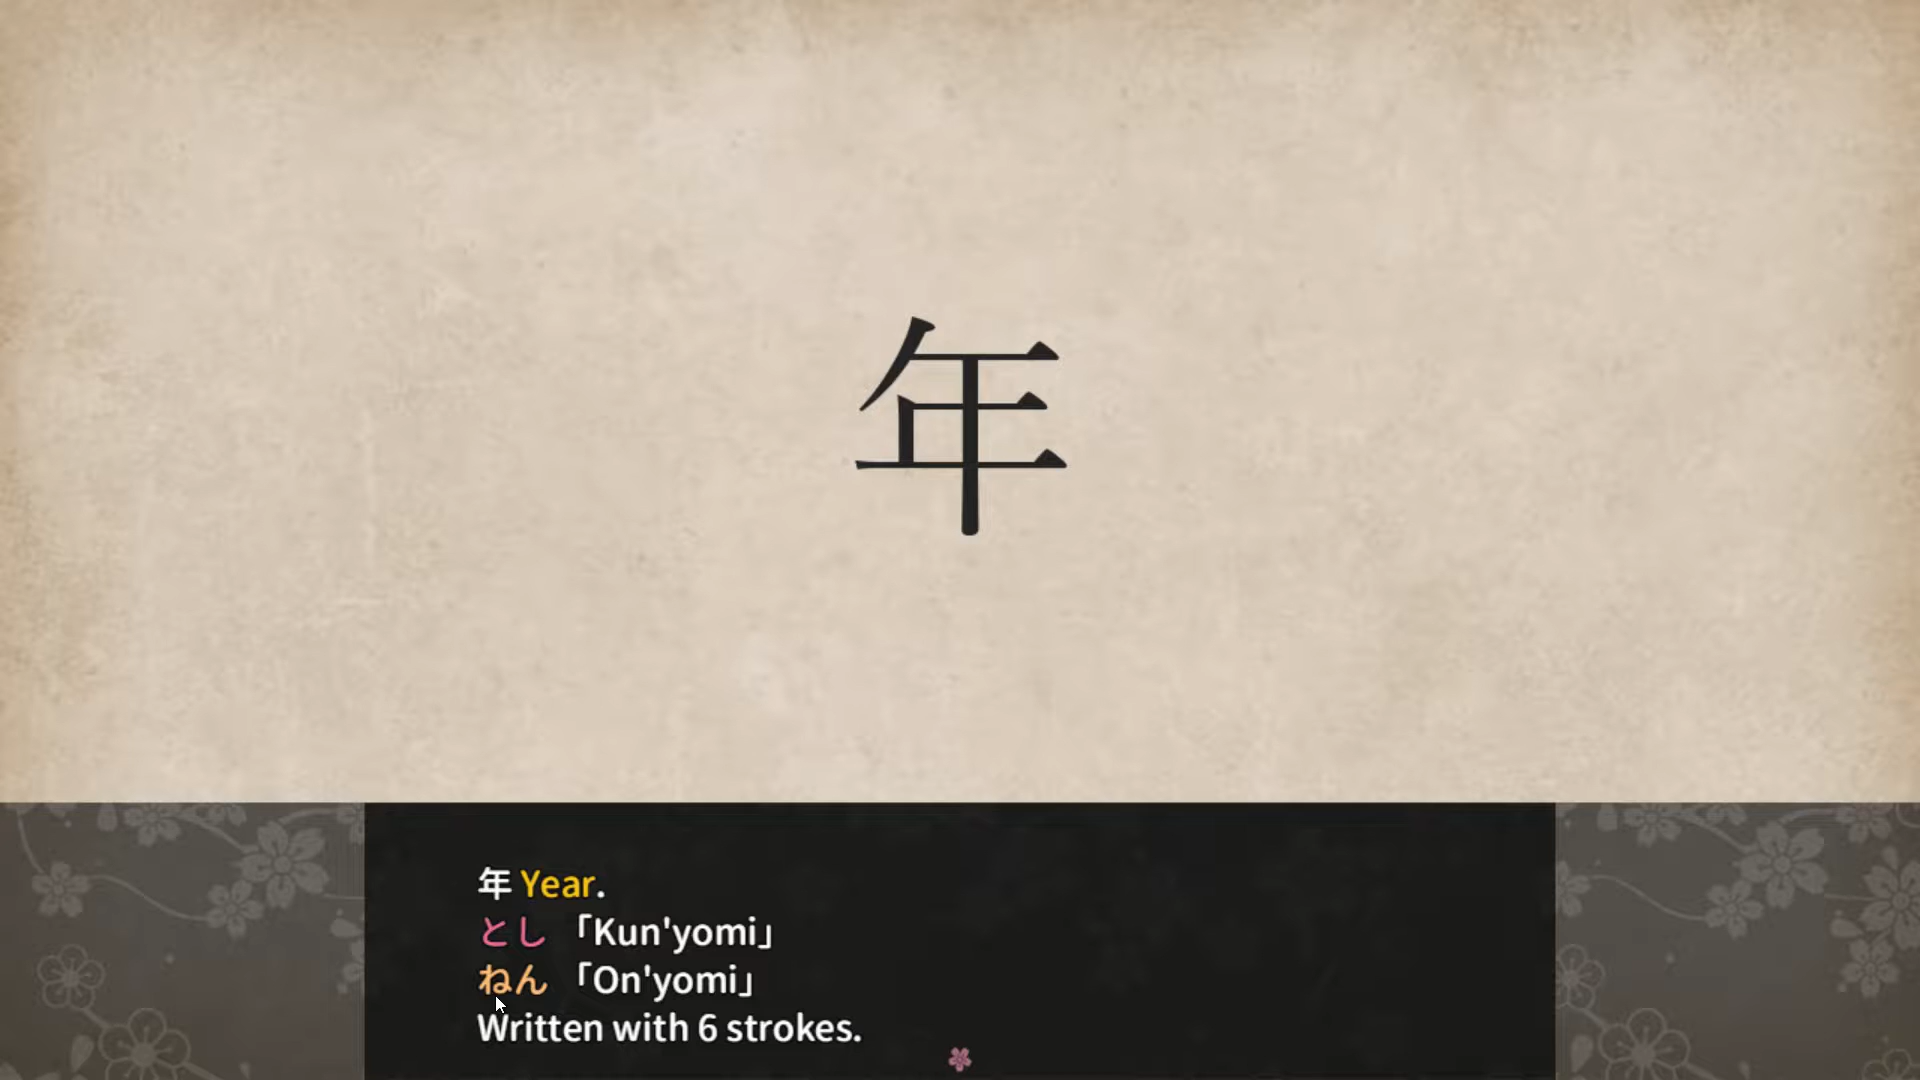 年
年 Year.
とし 「Kun'yomi」
ねん 「On'yomi」
Written with 6 strokes.